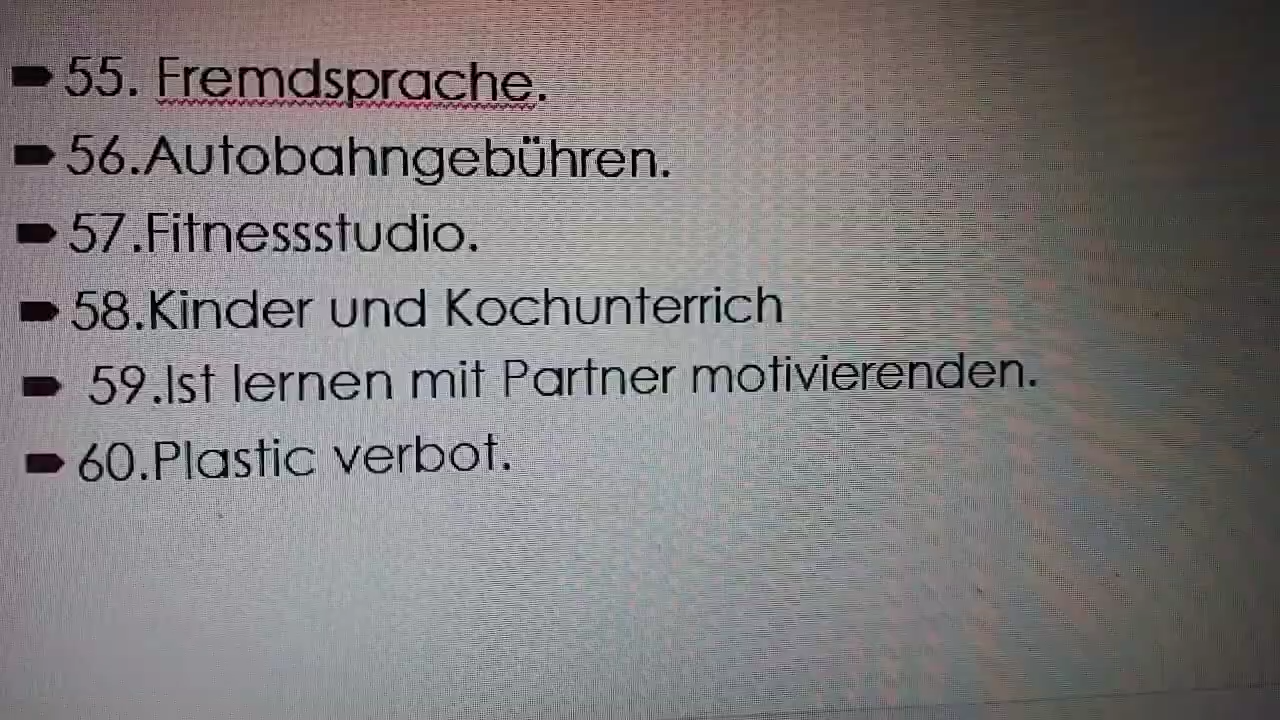 55. Fremdsprache.
56.Autobahngebühren.
57.Fitnessstudio.
58.Kinder und Kochunterrich
59.Ist lernen mit Partner motivierenden.
60.Plastic verbot.